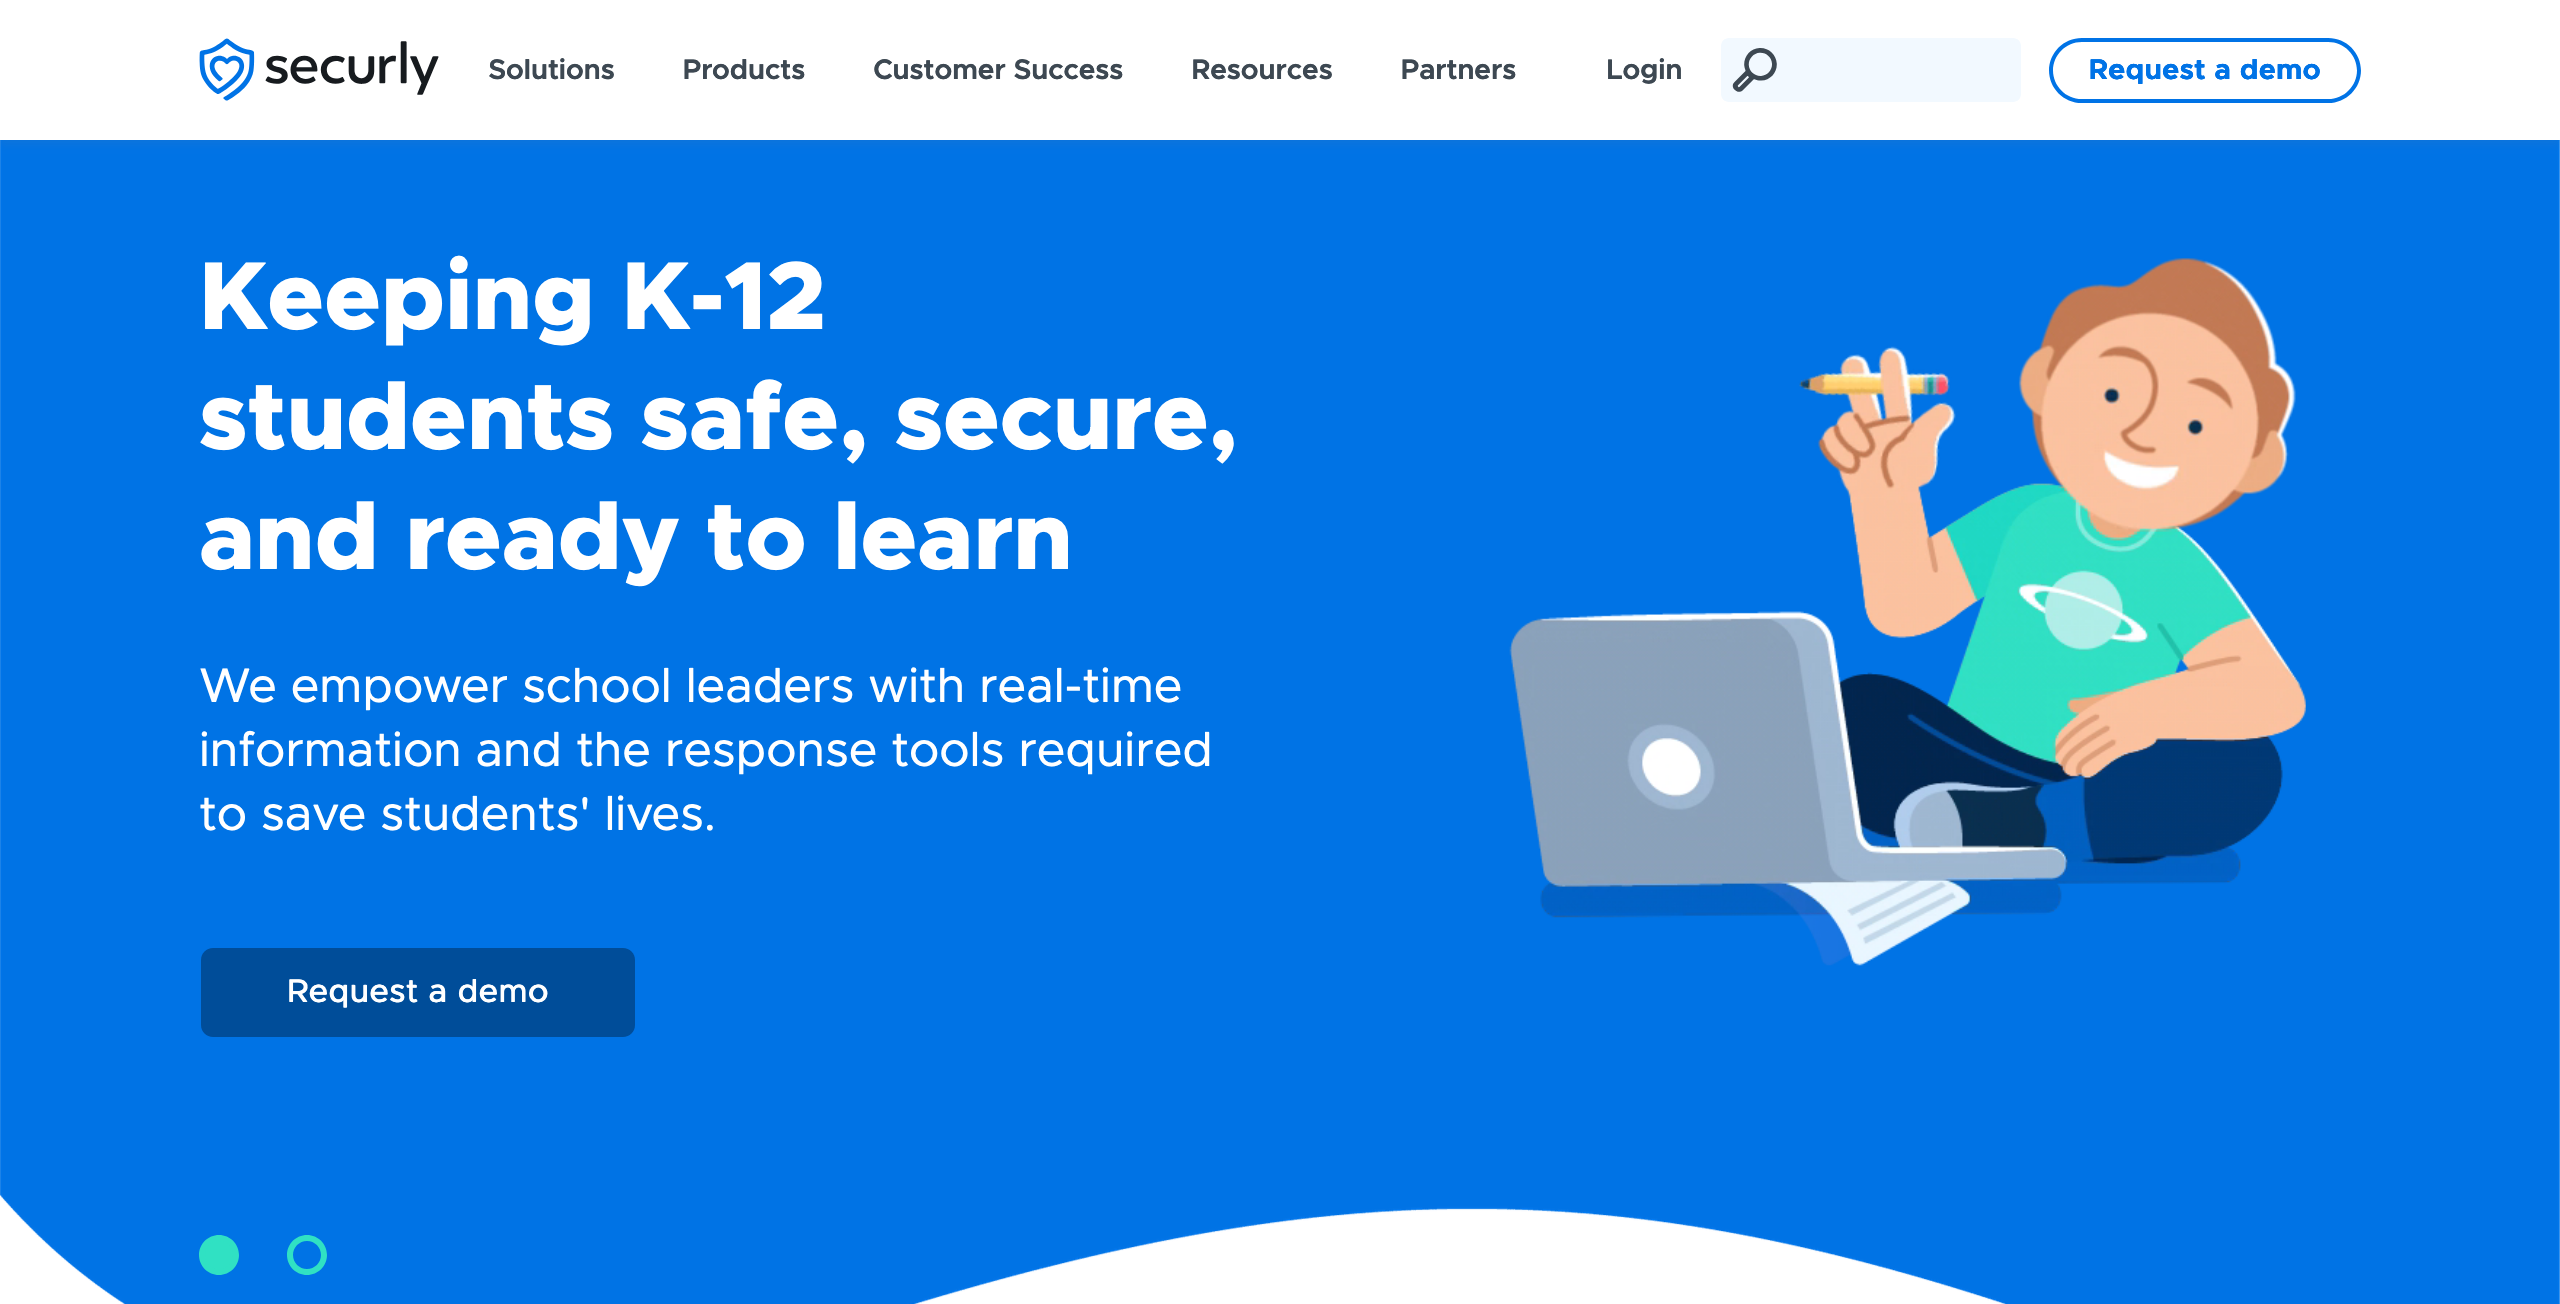 securly Solutions Products Customer Success Resources Partners Login Request a demo
Keeping K-12
students safe, secure,
and ready to learn
We empower school leaders with real-time
information and the response tools required
to save students' lives.
Request a demo